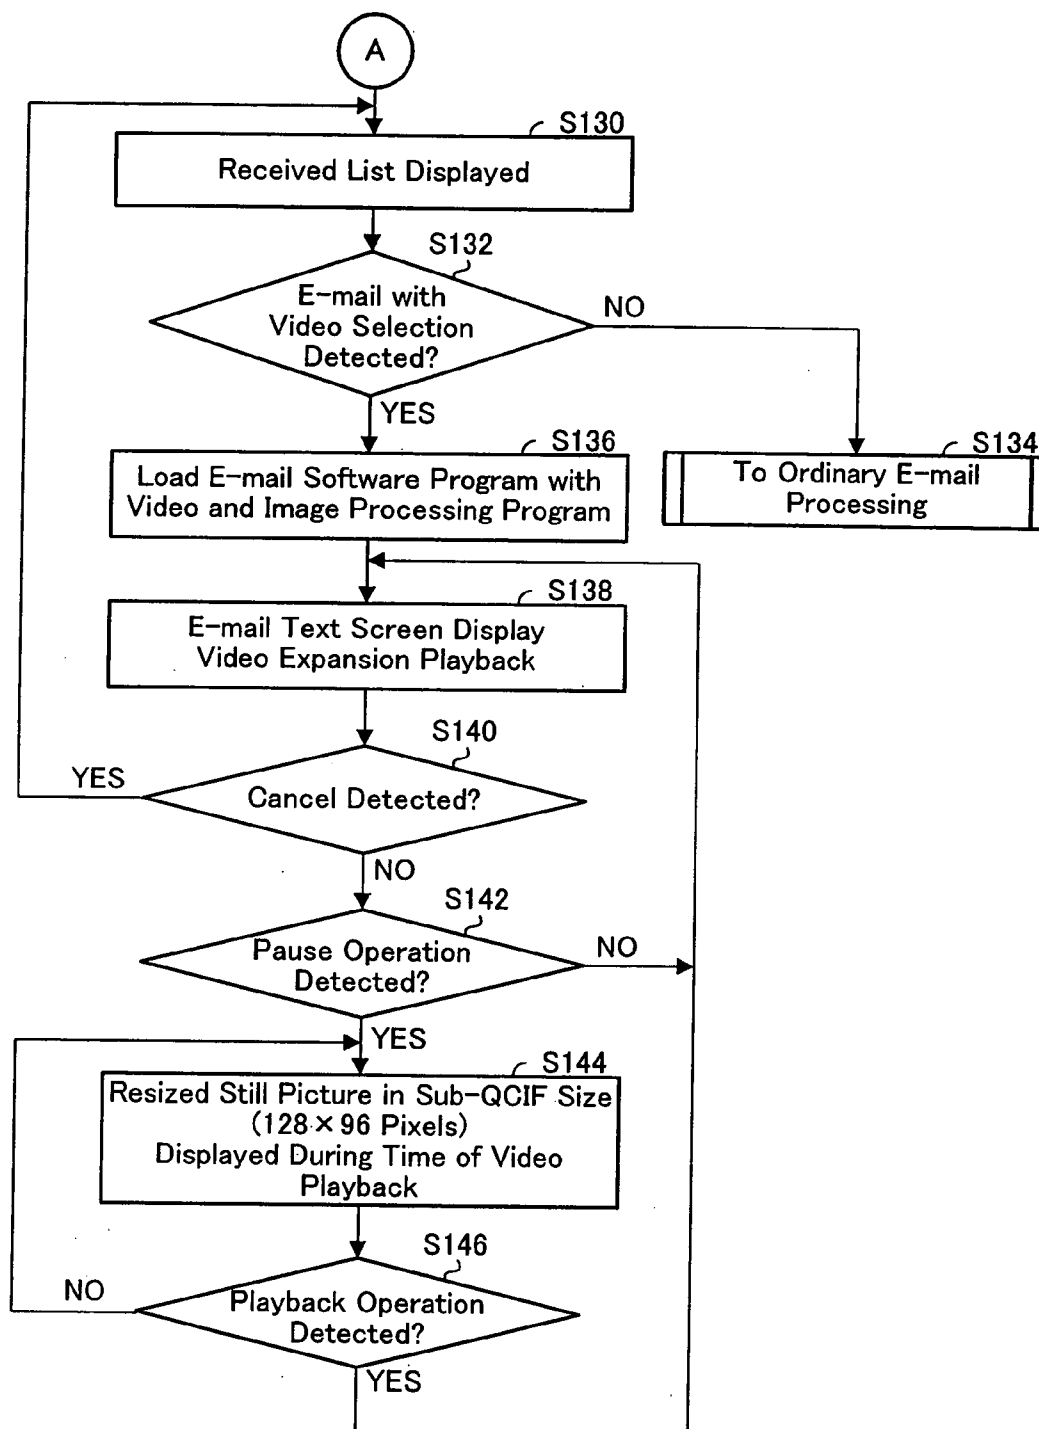 A
S130
Received List Displayed
S132
E-mail with
Video Selection
Detected?
NO
YES
S136
Load E-mail Software Program with
Video and Image Processing Program
S134
To Ordinary E-mail
Processing
S138
E-mail Text Screen Display
Video Expansion Playback
S140
YES
Cancel Detected?
NO
S142
Pause Operation
Detected?
NO
YES
S144
Resized Still Picture in Sub-QCIF Size
(128×96 Pixels)
Displayed During Time of Video
Playback
S146
NO
Playback Operation
Detected?
YES